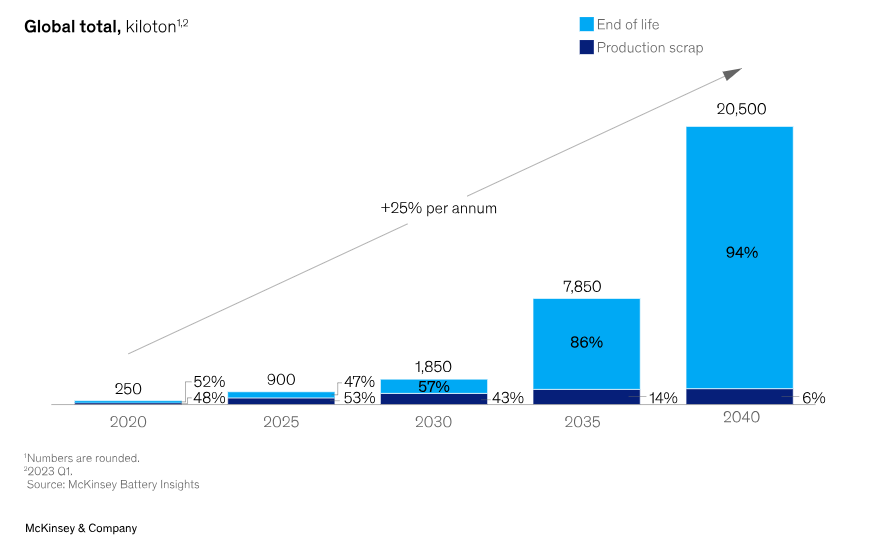 Global total, kiloton1,2
End of life
Production scrap
20,500
+25% per annum
94%
7,850
86%
1,850
250
52%
900
47%
57%
48%
53%
43%
14%
6%
2020
2025
2030
2035
2040
1Numbers are rounded.
22023 Q1.
Source: McKinsey Battery Insights
McKinsey & Company